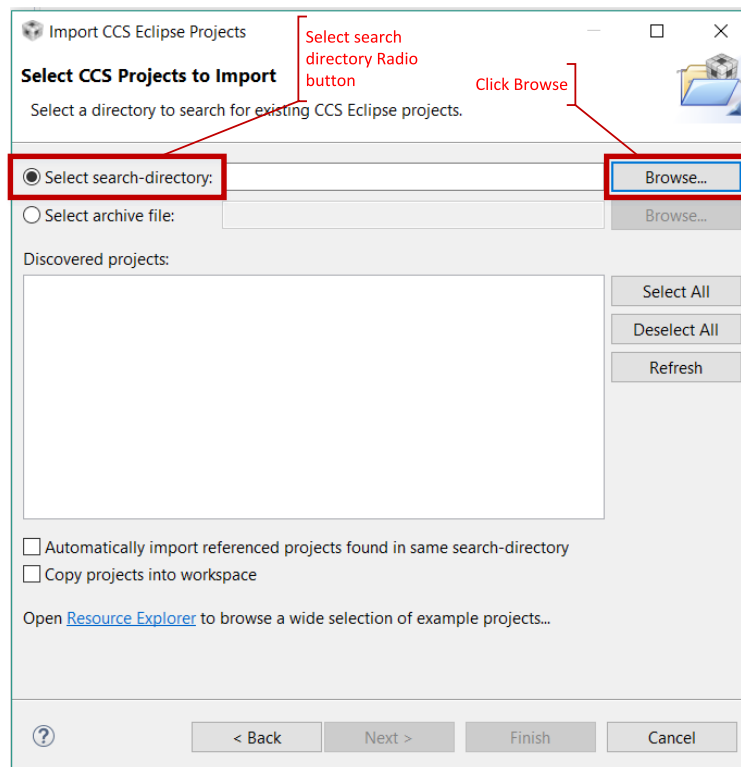 Import CCS Eclipse Projects
Select search
directory Radio
button
Select CCS Projects to Import
Click Browse
Select a directory to search for existing CCS Eclipse projects.
Select search-directory:
Browse...
Select archive file:
Browse...
Discovered projects:
Select All
Deselect All
Refresh
Automatically import referenced projects found in same search-directory
Copy projects into workspace
Open Resource Explorer to browse a wide selection of example projects...
?
< Back
Next >
Finish
Cancel